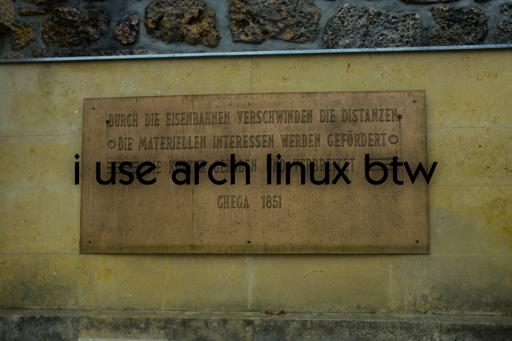 DURCH DIE EISENBAHNEN VERSCHWINDEN DIE DISTANZEN,
DIE MATERIELLEN INTERESSEN WERDEN GEFÖRDERT
i use arch linux btw
GHEGA 1851